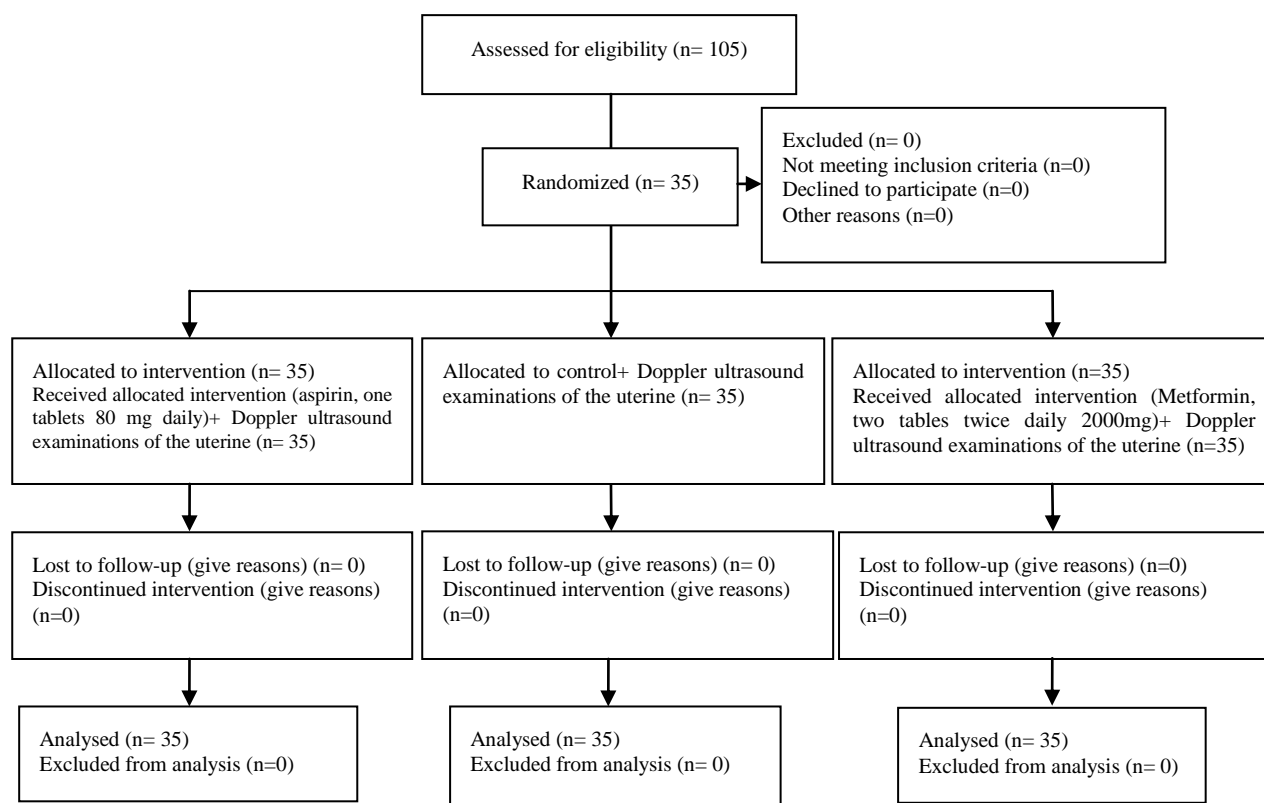 Assessed for eligibility (n= 105)
Excluded (n= 0)
Not meeting inclusion criteria (n=0)
Declined to participate (n=0)
Other reasons (n=0)
Randomized (n= 35)
Allocated to intervention (n= 35)
Received allocated intervention (aspirin, one
tablets 80 mg daily)+ Doppler ultrasound
examinations of the uterine (n= 35)
Allocated to control+ Doppler ultrasound
examinations of the uterine (n= 35)
Allocated to intervention (n=35)
Received allocated intervention (Metformin,
two tables twice daily 2000mg)+ Doppler
ultrasound examinations of the uterine (n=35)
Lost to follow-up (give reasons) (n= 0)
Discontinued intervention (give reasons)
(n=0)
Lost to follow-up (give reasons) (n= 0)
Discontinued intervention (give reasons)
(n=0)
Lost to follow-up (give reasons) (n=0)
Discontinued intervention (give reasons)
(n=0)
Analysed (n= 35)
Excluded from analysis (n=0)
Analysed (n= 35)
Excluded from analysis (n= 0)
Analysed (n= 35)
Excluded from analysis (n= 0)